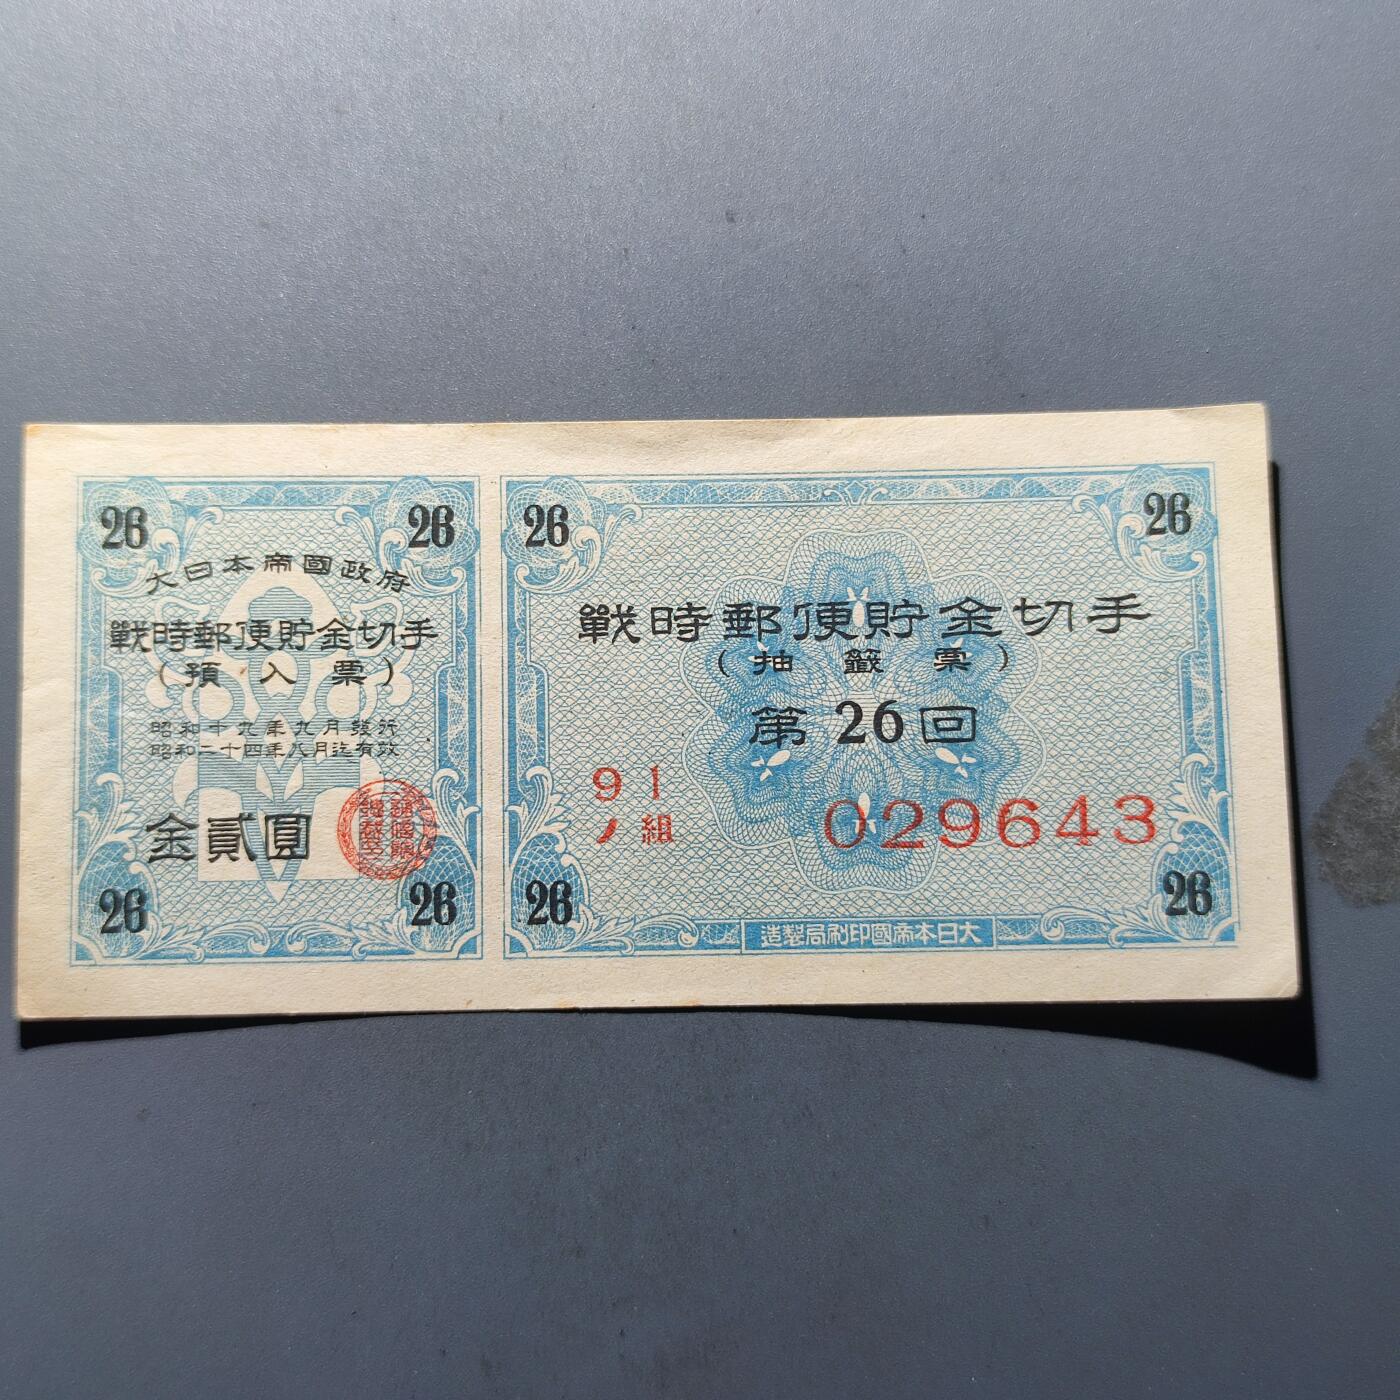 26 26
大日本帝國政府
戰時郵便貯金切手
(預入票)
昭和十九年九月發行
昭和二十四年八月迄有效
金貳圓
26 26
26 26
戰時郵便貯金切手
(抽籤票)
第26回
91
ノ組
029643
26 26
大日本帝國印刷局製造